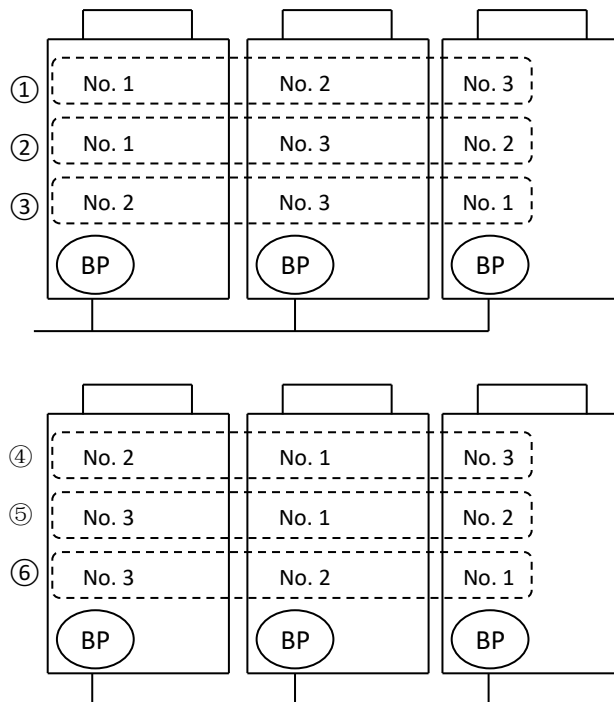 ① No. 1 No. 2 No. 3
② No. 1 No. 3 No. 2
③ No. 2 No. 3 No. 1
BP BP BP
④ No. 2 No. 1 No. 3
⑤ No. 3 No. 1 No. 2
⑥ No. 3 No. 2 No. 1
BP BP BP